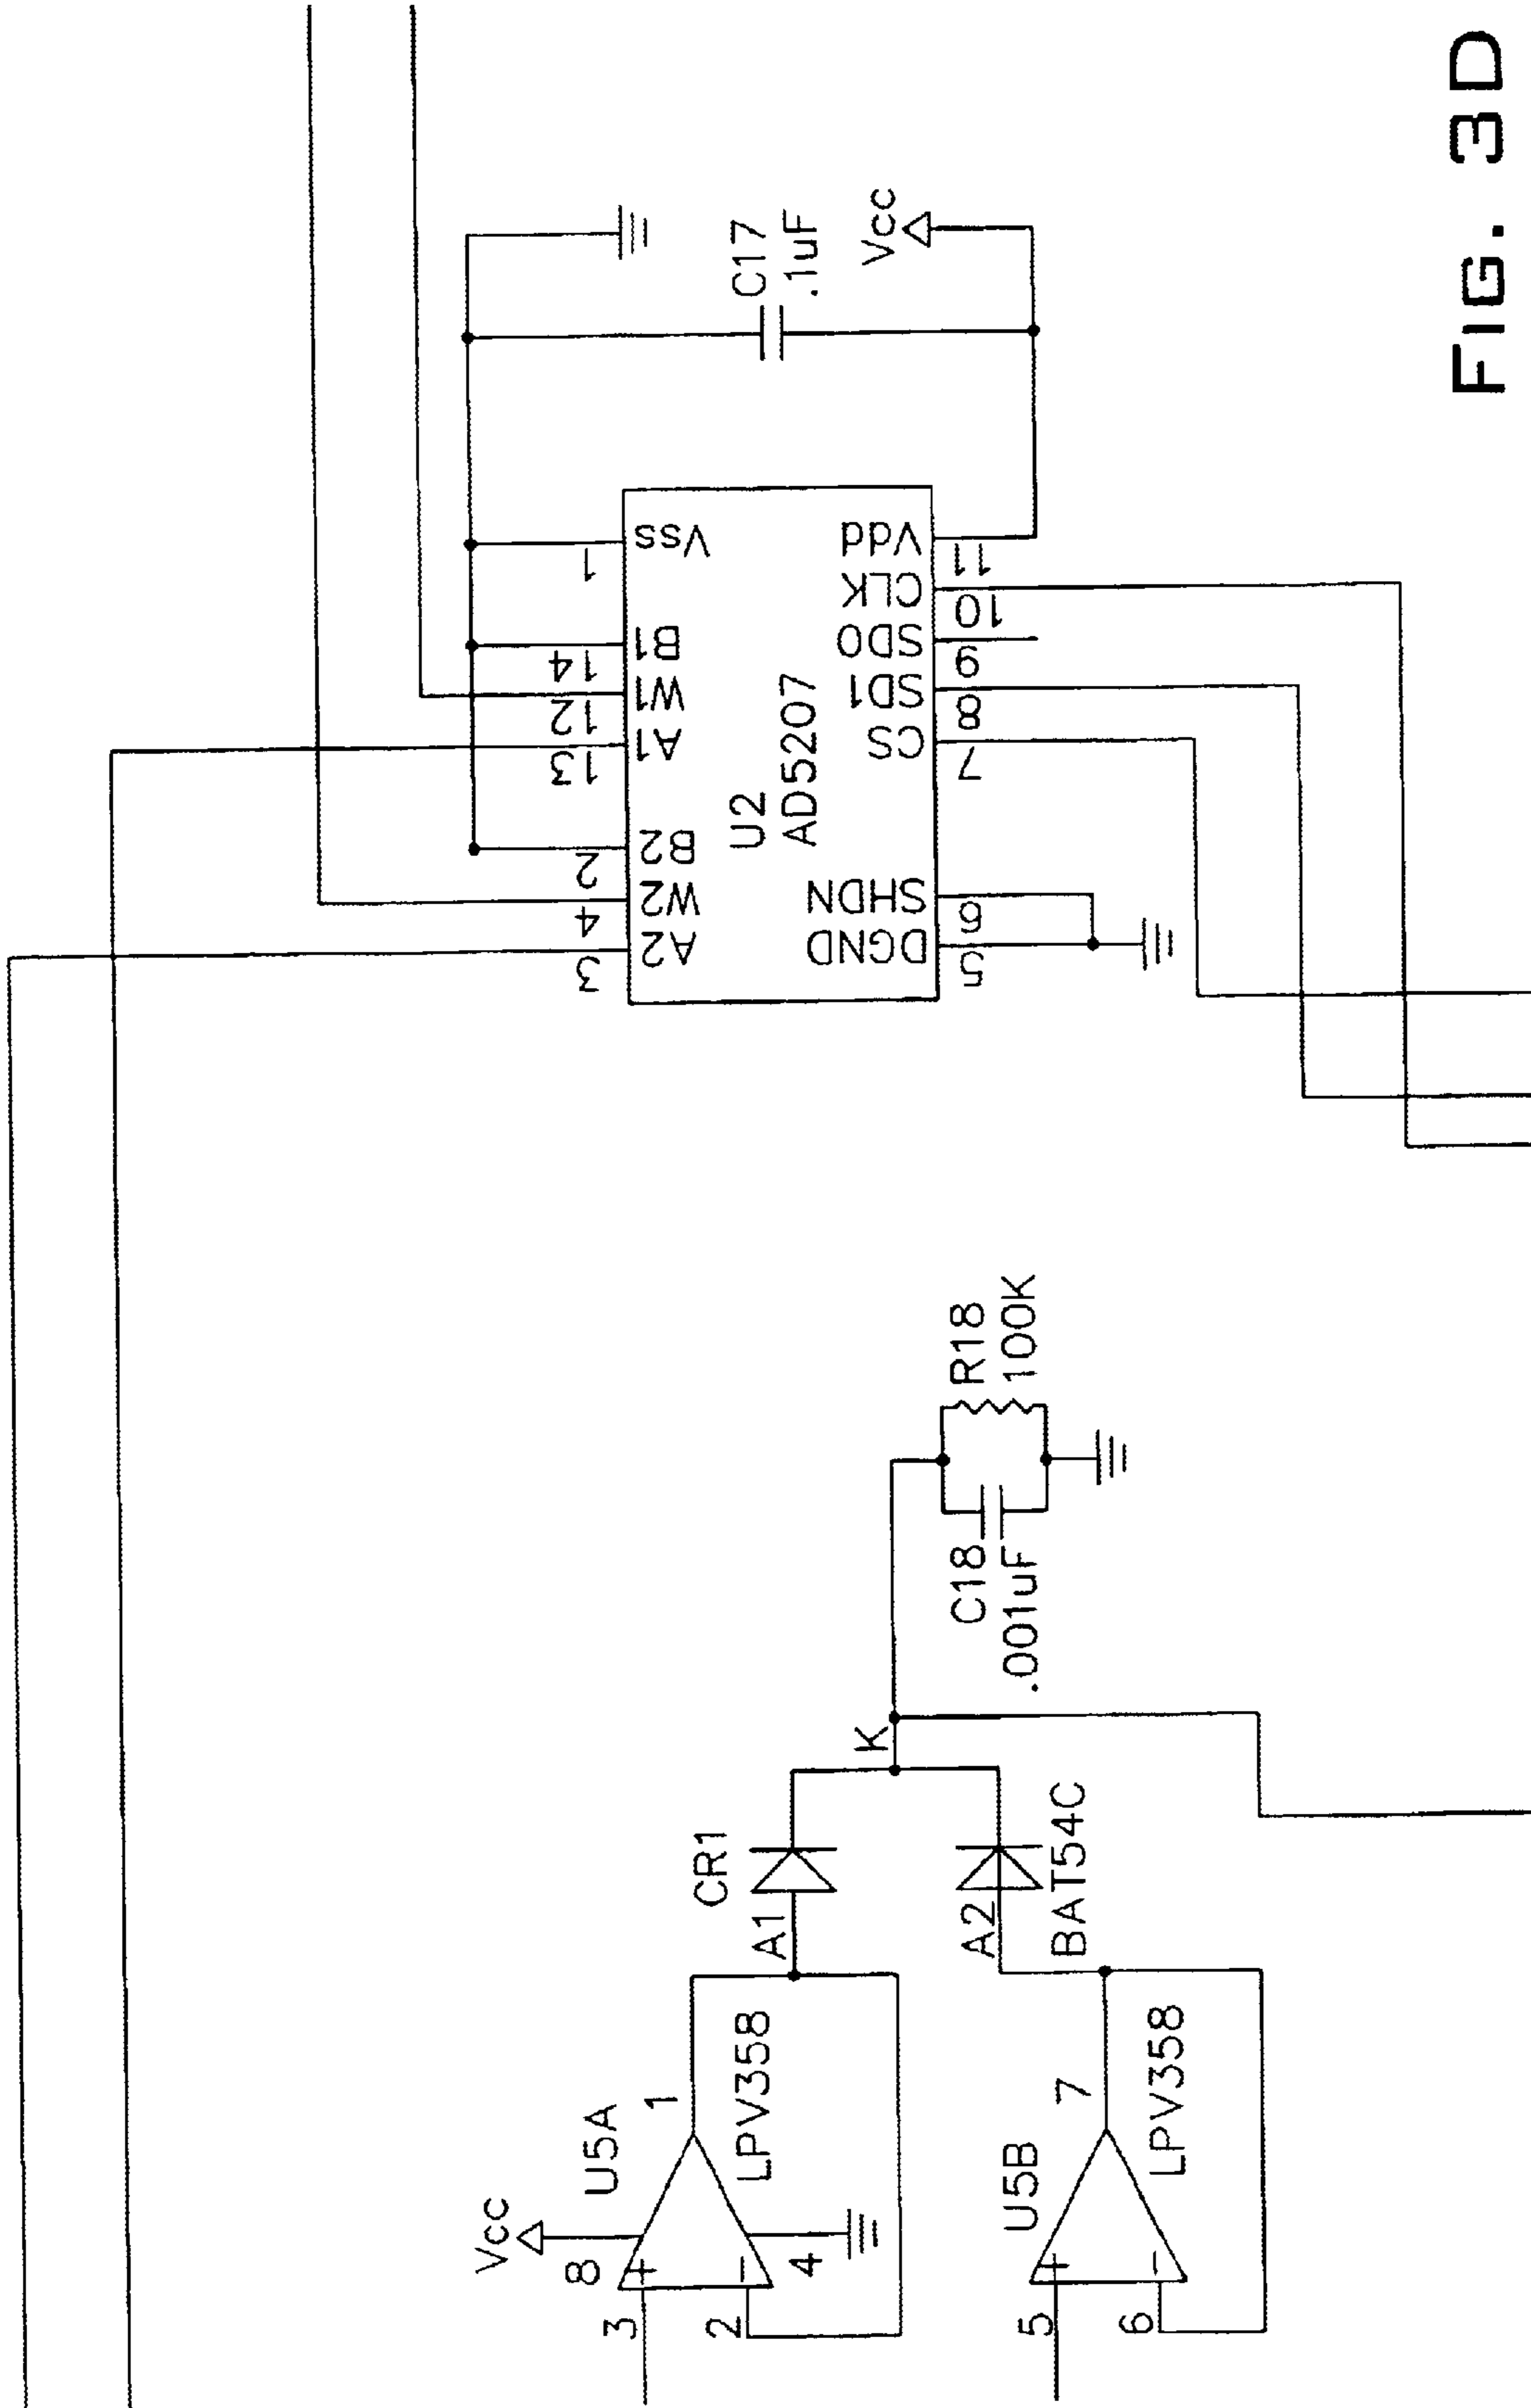 Vcc
8
3
2
4
1
U5A
LPV358
CR1
A1
K
U5B
5
6
7
LPV358
A2
BAT54C
C18
.001uF
R18
100K
3
4
2
13
12
14
1
A2
W2
B2
A1
W1
B1
Vss
U2
AD5207
DGND
SHDN
CS
SD1
SD0
CLK
Vdd
5
6
7
8
9
10
11
C17
.1uF
Vcc
FIG. 3D